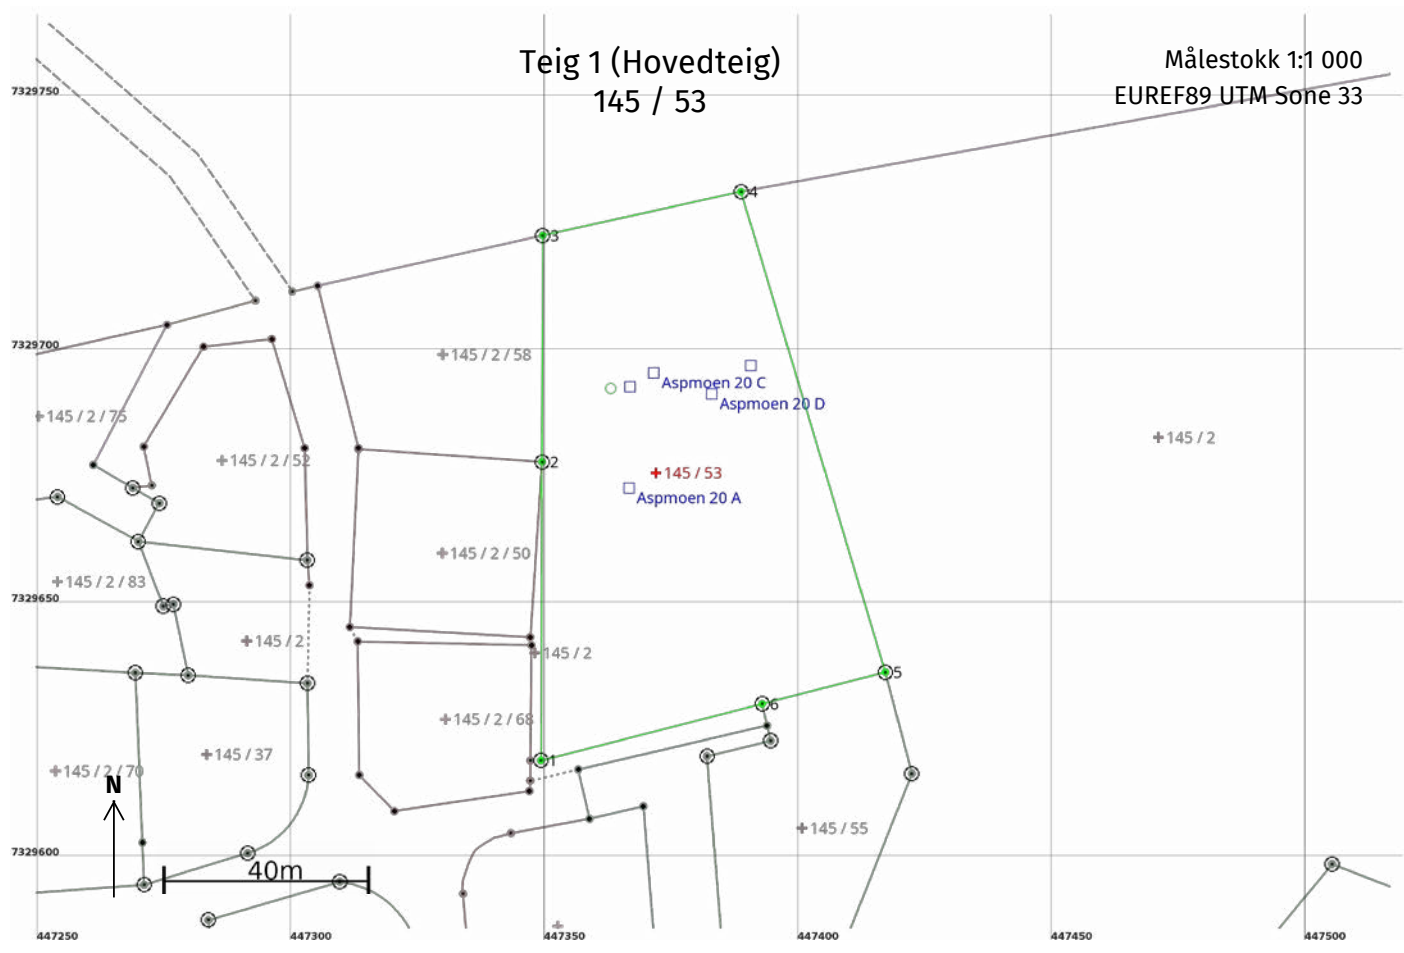 Teig 1 (Hovedteig)
145 / 53
Målestokk 1:1 000
EUREF89 UTM Sone 33
7329750
4
3
7329700
145 / 2 / 58
Aspmoen 20 C
Aspmoen 20 D
145 / 2 / 75
145 / 2
145 / 2 / 52
2
145 / 53
Aspmoen 20 A
145 / 2 / 50
145 / 2 / 83
7329650
145 / 2
145 / 2
5
6
145 / 2 / 68
145 / 37
1
145 / 2 / 70
N
145 / 55
7329600
40m
447250
447300
447350
447400
447450
447500